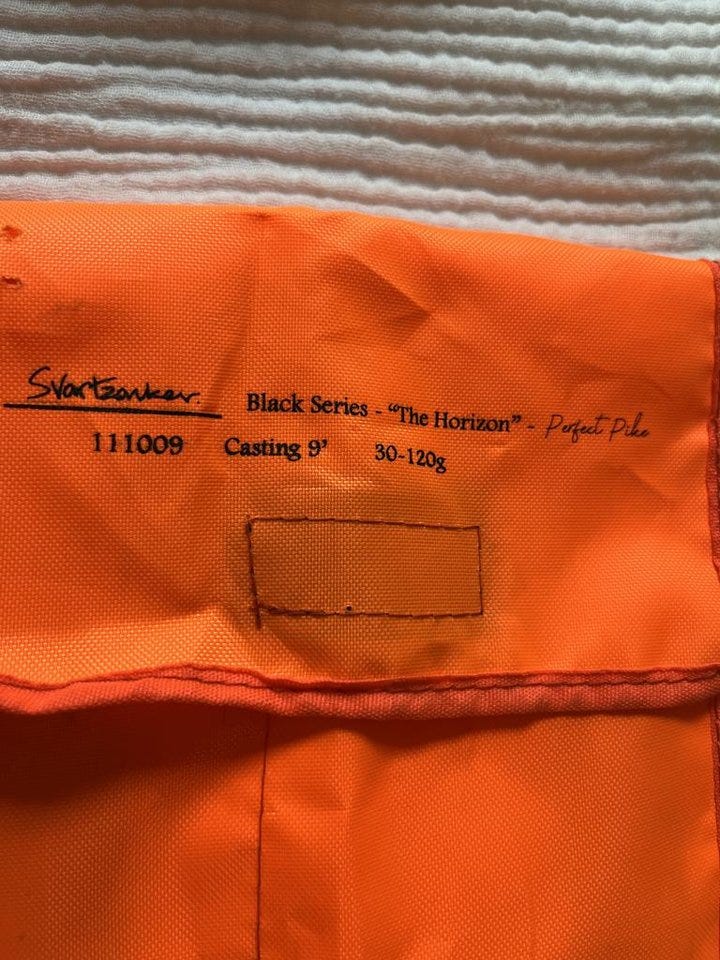 Svartzonker. Black Series - “The Horizon” - Perfect Pike
111009 Casting 9’ 30-120g